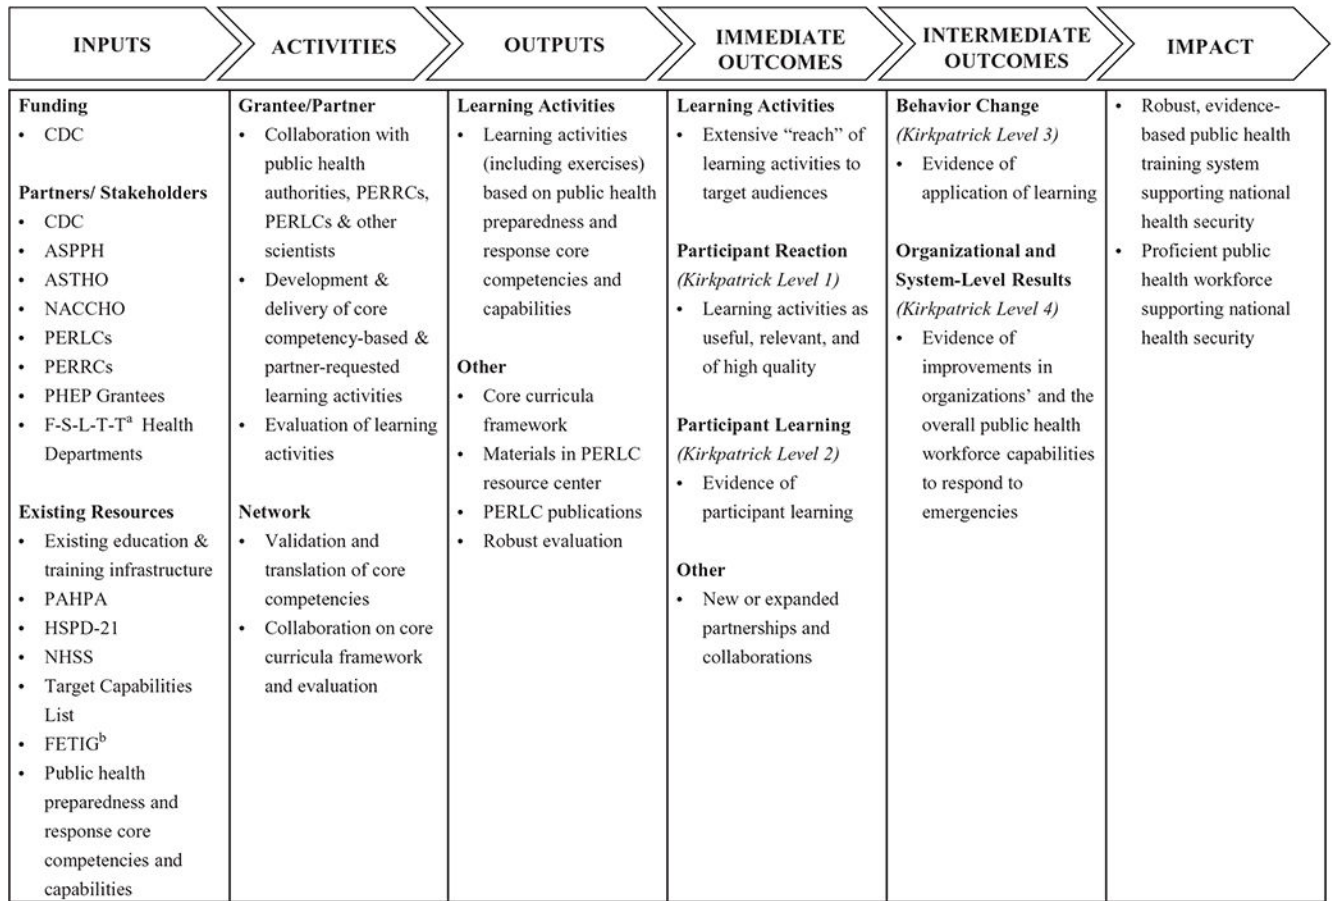 INPUTS
ACTIVITIES
OUTPUTS
IMMEDIATE
OUTCOMES
INTERMEDIATE
OUTCOMES
IMPACT
Funding
• CDC
Partners/ Stakeholders
• CDC
• ASPPH
• ASTHO
• NACCHO
• PERLCs
• PERRCs
• PHEP Grantees
• F-S-L-T-Tᵃ Health
Departments
Existing Resources
• Existing education &
training infrastructure
• PAHPA
• HSPD-21
• NHSS
• Target Capabilities
List
• FETIGᵇ
• Public health
preparedness and
response core
competencies and
capabilities
Grantee/Partner
• Collaboration with
public health
authorities, PERRCs,
PERLCs & other
scientists
• Development &
delivery of core
competency-based &
partner-requested
learning activities
• Evaluation of learning
activities
Network
• Validation and
translation of core
competencies
• Collaboration on core
curricula framework
and evaluation
Learning Activities
• Learning activities
(including exercises)
based on public health
preparedness and
response core
competencies and
capabilities
Other
• Core curricula
framework
• Materials in PERLC
resource center
• PERLC publications
• Robust evaluation
Learning Activities
• Extensive “reach” of
learning activities to
target audiences
Participant Reaction
(Kirkpatrick Level 1)
• Learning activities as
useful, relevant, and
of high quality
Participant Learning
(Kirkpatrick Level 2)
• Evidence of
participant learning
Other
• New or expanded
partnerships and
collaborations
Behavior Change
(Kirkpatrick Level 3)
• Evidence of
application of learning
Organizational and
System-Level Results
(Kirkpatrick Level 4)
• Evidence of
improvements in
organizations’ and the
overall public health
workforce capabilities
to respond to
emergencies
• Robust, evidence-
based public health
training system
supporting national
health security
• Proficient public
health workforce
supporting national
health security